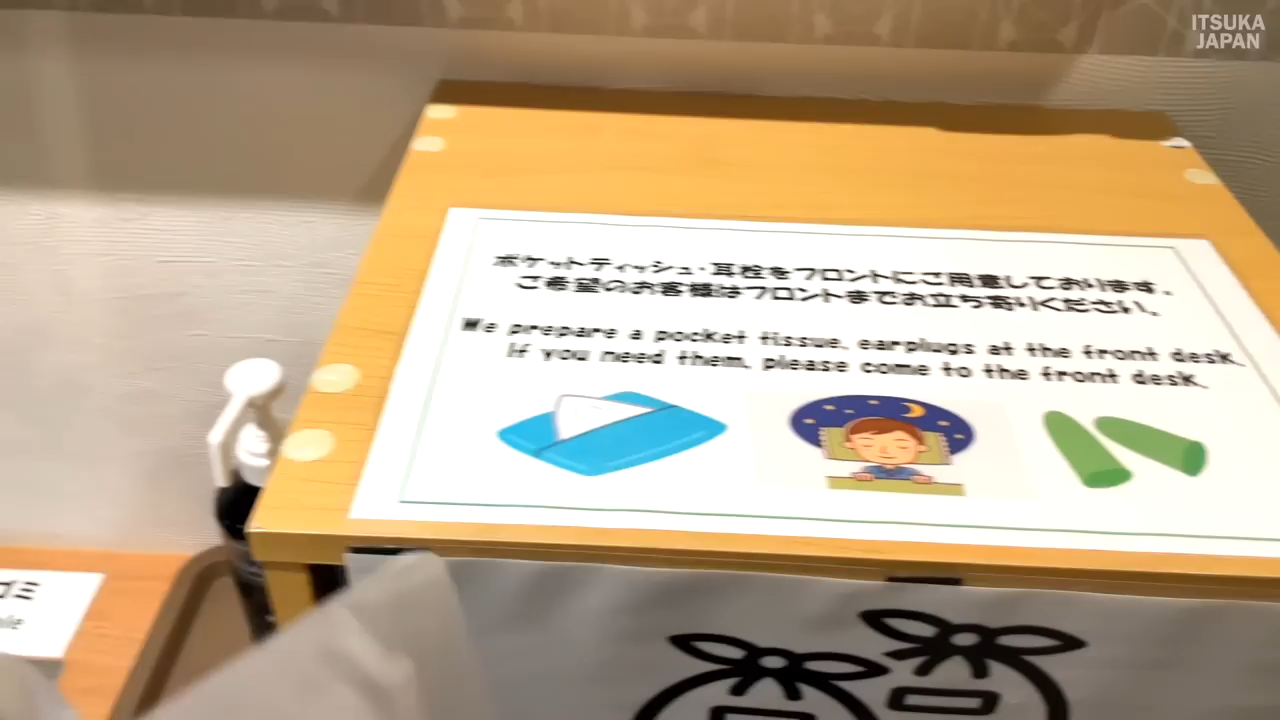 ITSUKA
JAPAN
ポケットティッシュ・耳栓をフロントにご用意しております。
ご希望のお客様はフロントまでお立ち寄りください。
We prepare a pocket tissue, earplugs at the front desk.
If you need them, please come to the front desk.